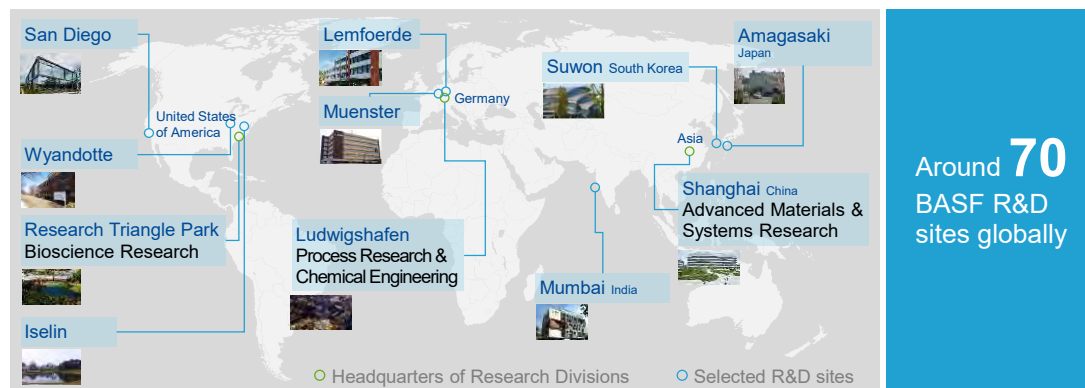 San Diego
United States
of America
Wyandotte
Research Triangle Park
Bioscience Research
Iselin
Lemfoerde
Muenster
Germany
Ludwigshafen
Process Research &
Chemical Engineering
Suwon South Korea
Amagasaki
Japan
Asia
Shanghai China
Advanced Materials &
Systems Research
Mumbai India
Headquarters of Research Divisions
Selected R&D sites
Around 70
BASF R&D
sites globally